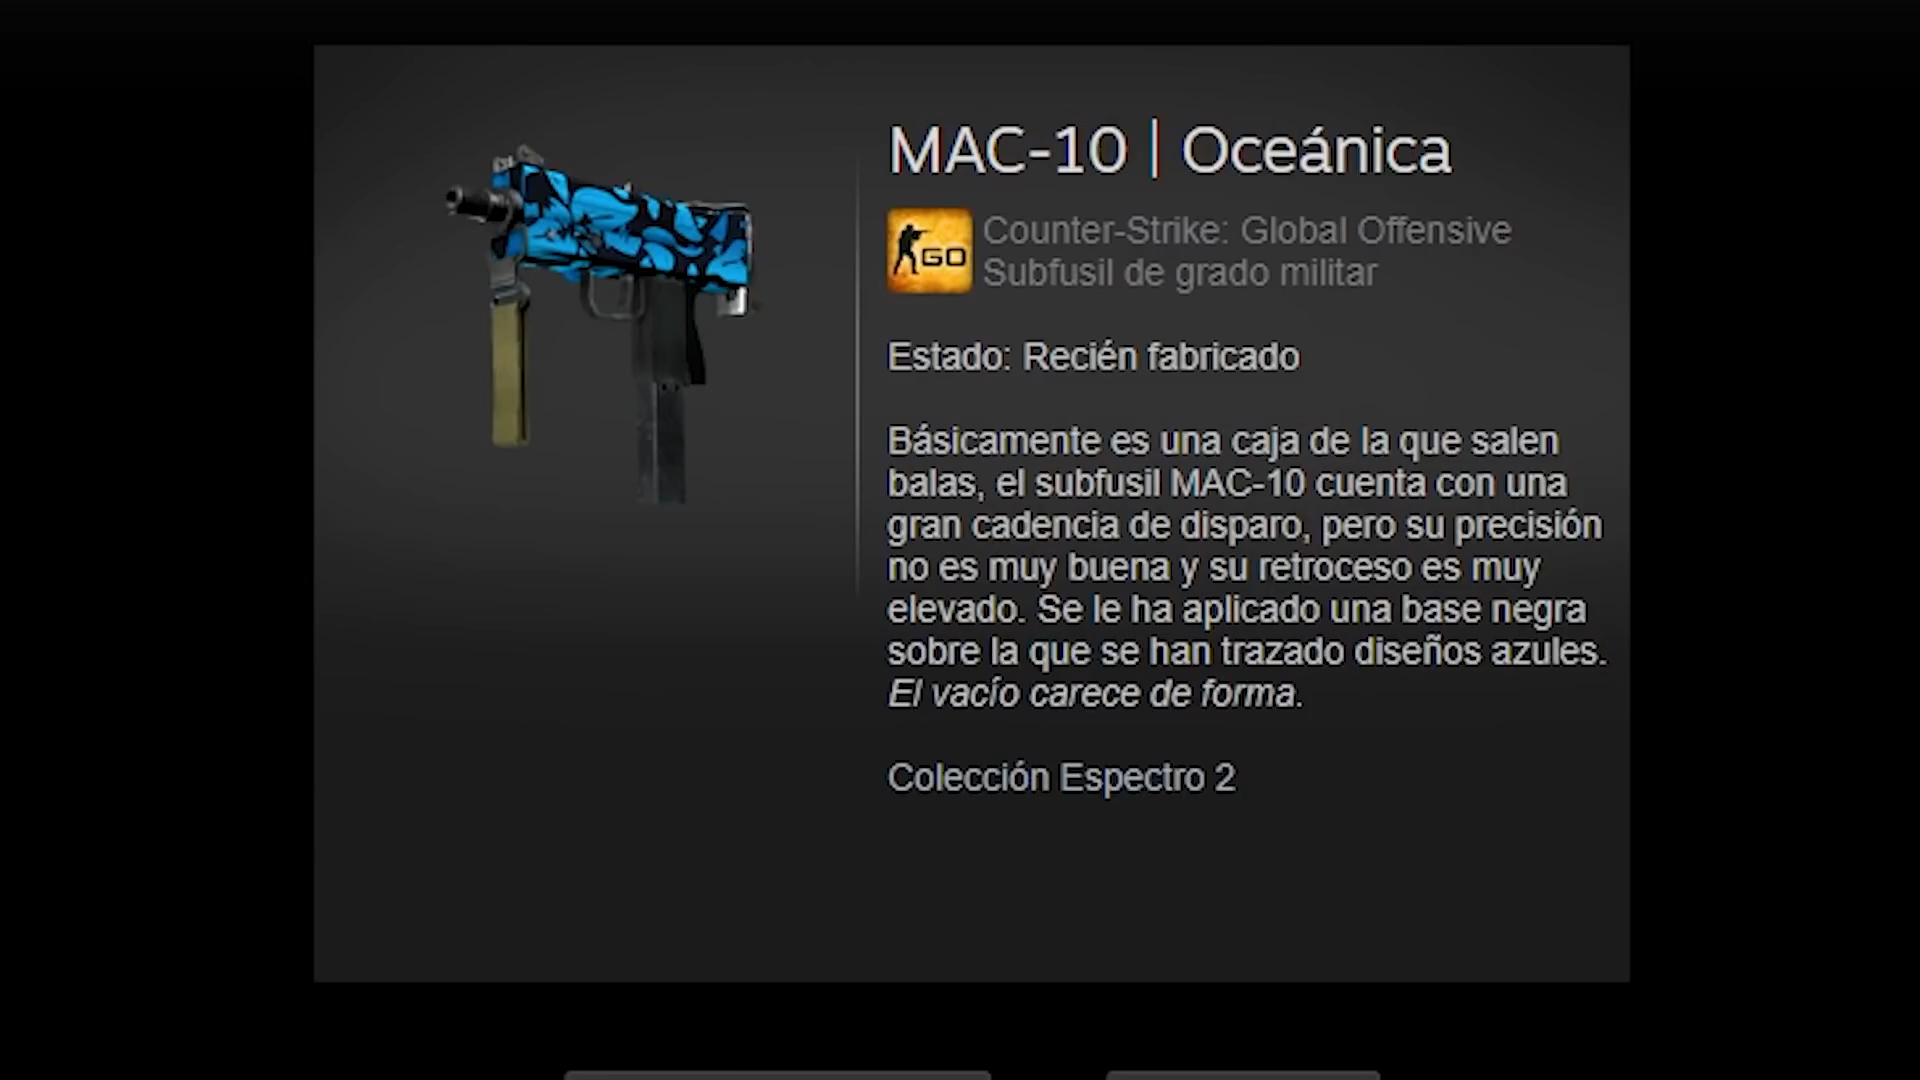 MAC-10 | Oceánica
GO
Counter-Strike: Global Offensive
Subfusil de grado militar
Estado: Recién fabricado
Básicamente es una caja de la que salen
balas, el subfusil MAC-10 cuenta con una
gran cadencia de disparo, pero su precisión
no es muy buena y su retroceso es muy
elevado. Se le ha aplicado una base negra
sobre la que se han trazado diseños azules.
El vacío carece de forma.
Colección Espectro 2